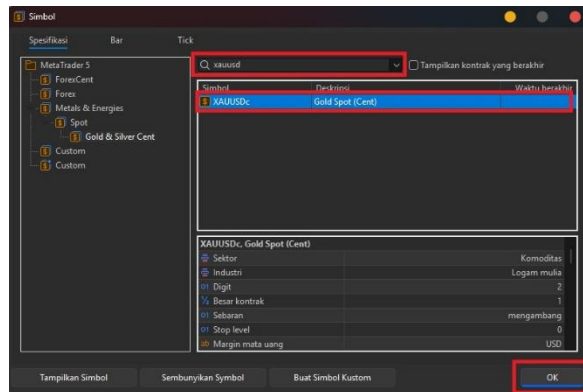 Simbol
Spesifikasi Bar Tick
MetaTrader 5
ForexCent
Forex
Metals & Energies
Spot
Gold & Silver Cent
Custom
Custom
xauusd
Tampilkan kontrak yang berakhir
Simbol Deskripsi Waktu berakhir
XAUUSDc Gold Spot (Cent)
XAUUSDc, Gold Spot (Cent)
Sektor Komoditas
Industri Logam mulia
Digit 2
Besar kontrak 1
Sebaran mengambang
Stop level 0
Margin mata uang USD
Tampilkan Simbol Sembunyikan Symbol Buat Simbol Kustom OK